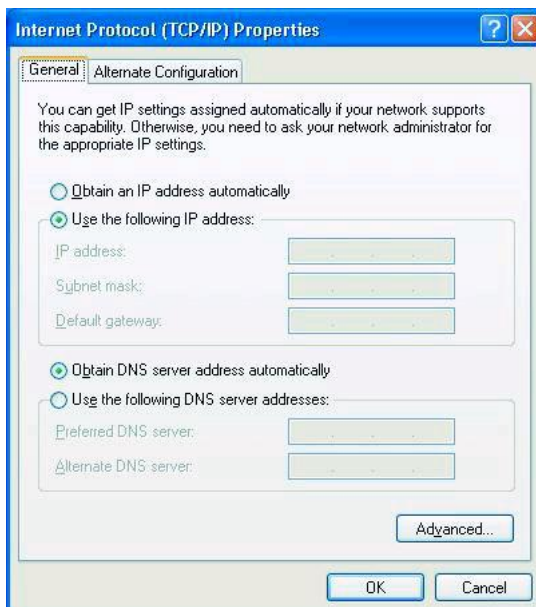 Internet Protocol (TCP/IP) Properties
General
Alternate Configuration
You can get IP settings assigned automatically if your network supports
this capability. Otherwise, you need to ask your network administrator for
the appropriate IP settings.
Obtain an IP address automatically
Use the following IP address:
IP address:
Subnet mask:
Default gateway:
Obtain DNS server address automatically
Use the following DNS server addresses:
Preferred DNS server:
Alternate DNS server:
Advanced...
OK
Cancel